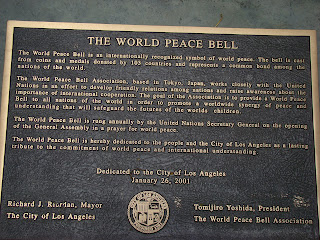 THE WORLD PEACE BELL
The World Peace Bell is an internationally recognized symbol of world peace. The bell is cast
from coins and medals donated by 103 countries and represents a common bond among the
nations of the world.
The World Peace Bell Association, based in Tokyo, Japan, works closely with the United
Nations in an effort to develop friendly relations among nations and raise awareness about the
importance of international cooperation. The goal of the Association is to provide a World Peace
Bell to all nations of the world in order to promote a worldwide synergy of peace and
understanding that will safeguard the futures of the worlds children.
The World Peace Bell is rung annually by the United Nations Secretary General on the opening
of the General Assembly in a prayer for world peace.
The World Peace Bell is hereby dedicated to the people and the City of Los Angeles as a lasting
tribute to the commitment of world peace and international understanding.
Dedicated to the City of Los Angeles
January 26, 2001
Richard J. Riordan, Mayor
The City of Los Angeles
Tomijiro Yoshida, President
The World Peace Bell Association